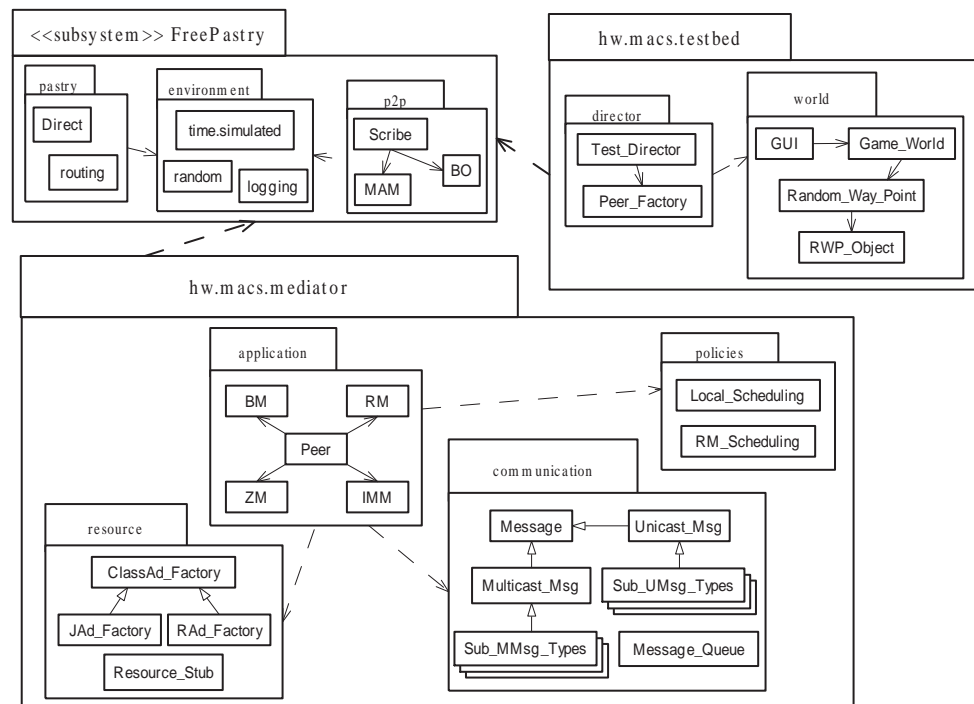 <<subsystem>> FreePastry
pastry
Direct
routing
environment
time.simulated
random
logging
p2p
Scribe
MAM
BO
hw.macs.testbed
director
Test_Director
Peer_Factory
world
GUI
Game_World
Random_Way_Point
RWP_Object
hw.macs.mediator
application
BM
RM
Peer
ZM
IMM
policies
Local_Scheduling
RM_Scheduling
resource
ClassAd_Factory
JAd_Factory
RAd_Factory
Resource_Stub
communication
Message
Unicast_Msg
Multicast_Msg
Sub_UMsg_Types
Sub_MMsg_Types
Message_Queue